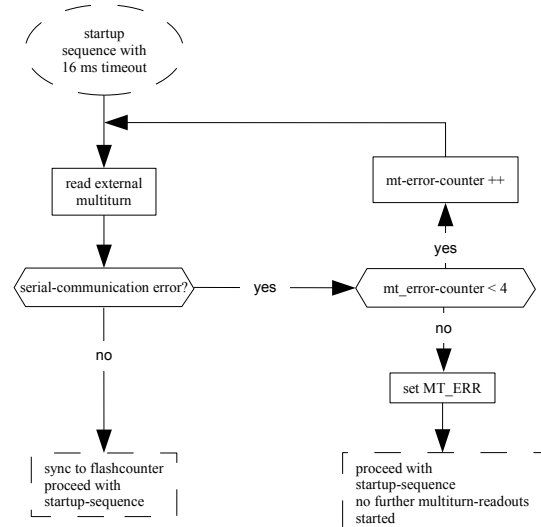 startup
sequence with
16 ms timeout
read external
multiturn
mt-error-counter ++
yes
serial-communication error?
yes
mt_error-counter < 4
no
no
set MT_ERR
sync to flashcounter
proceed with
startup-sequence
proceed with
startup-sequence
no further multiturn-readouts
started